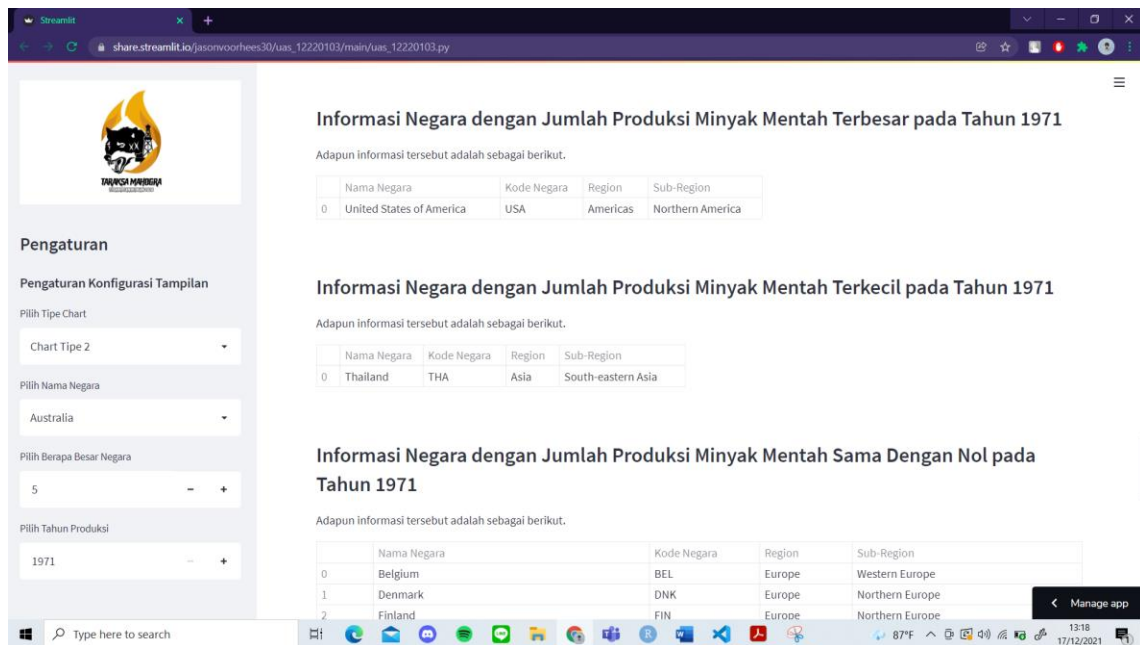 Streamlit
share.streamlit.io/jasonvoorhees30/uas_12220103/main/uas_12220103.py
TARAKSA MAHBIGRA
Pengaturan
Pengaturan Konfigurasi Tampilan
Pilih Tipe Chart
Chart Tipe 2
Pilih Nama Negara
Australia
Pilih Berapa Besar Negara
5 - +
Pilih Tahun Produksi
1971 - +
Informasi Negara dengan Jumlah Produksi Minyak Mentah Terbesar pada Tahun 1971
Adapun informasi tersebut adalah sebagai berikut.
Nama Negara Kode Negara Region Sub-Region
0 United States of America USA Americas Northern America
Informasi Negara dengan Jumlah Produksi Minyak Mentah Terkecil pada Tahun 1971
Adapun informasi tersebut adalah sebagai berikut.
Nama Negara Kode Negara Region Sub-Region
0 Thailand THA Asia South-eastern Asia
Informasi Negara dengan Jumlah Produksi Minyak Mentah Sama Dengan Nol pada
Tahun 1971
Adapun informasi tersebut adalah sebagai berikut.
Nama Negara Kode Negara Region Sub-Region
0 Belgium BEL Europe Western Europe
1 Denmark DNK Europe Northern Europe
2 Finland FIN Europe Northern Europe
< Manage app
Type here to search
87°F
13:18
17/12/2021